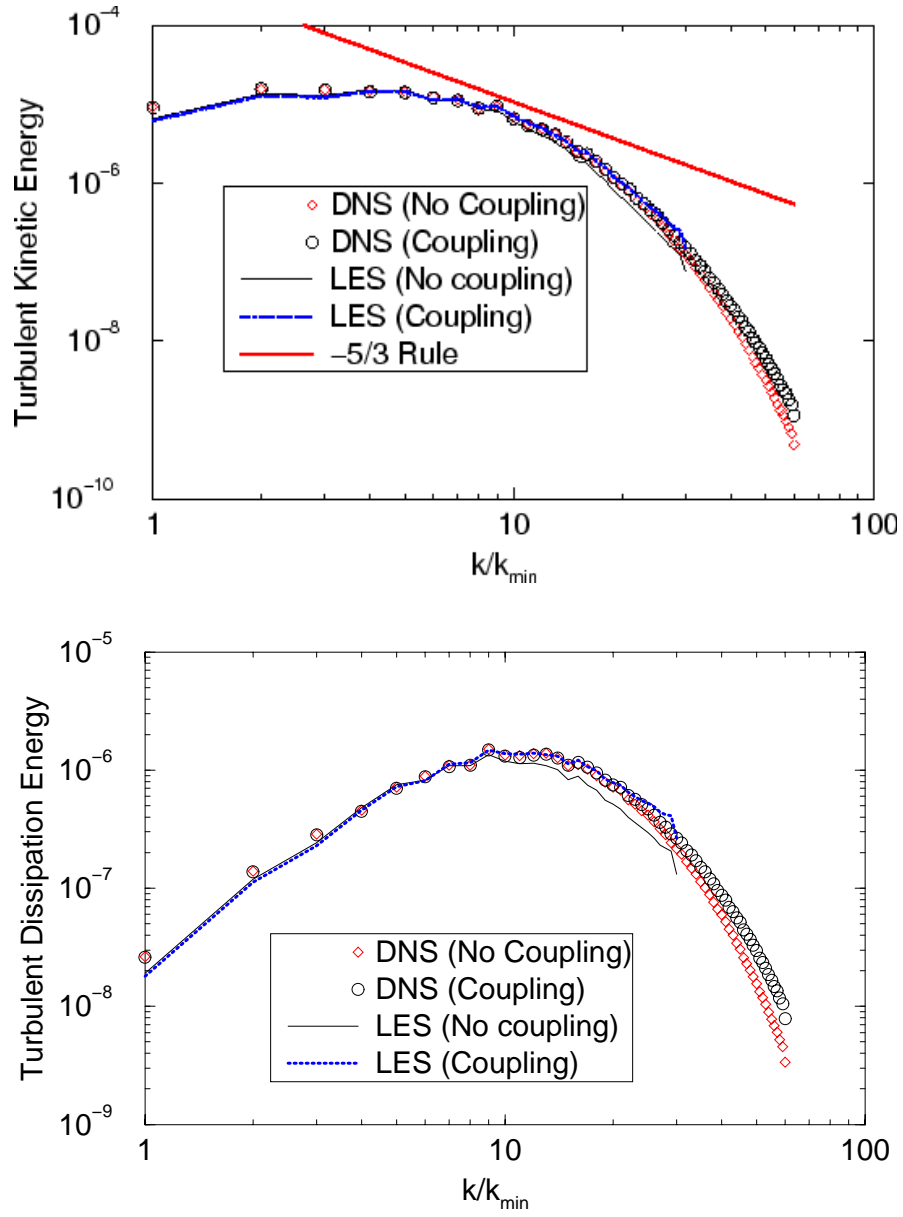 10−4
10−6
10−8
10−10
Turbulent Kinetic Energy
DNS (No Coupling)
DNS (Coupling)
LES (No coupling)
LES (Coupling)
−5/3 Rule
1
10
100
k/kmin
10−5
10−6
10−7
10−8
10−9
Turbulent Dissipation Energy
DNS (No Coupling)
DNS (Coupling)
LES (No coupling)
LES (Coupling)
1
10
100
k/kmin